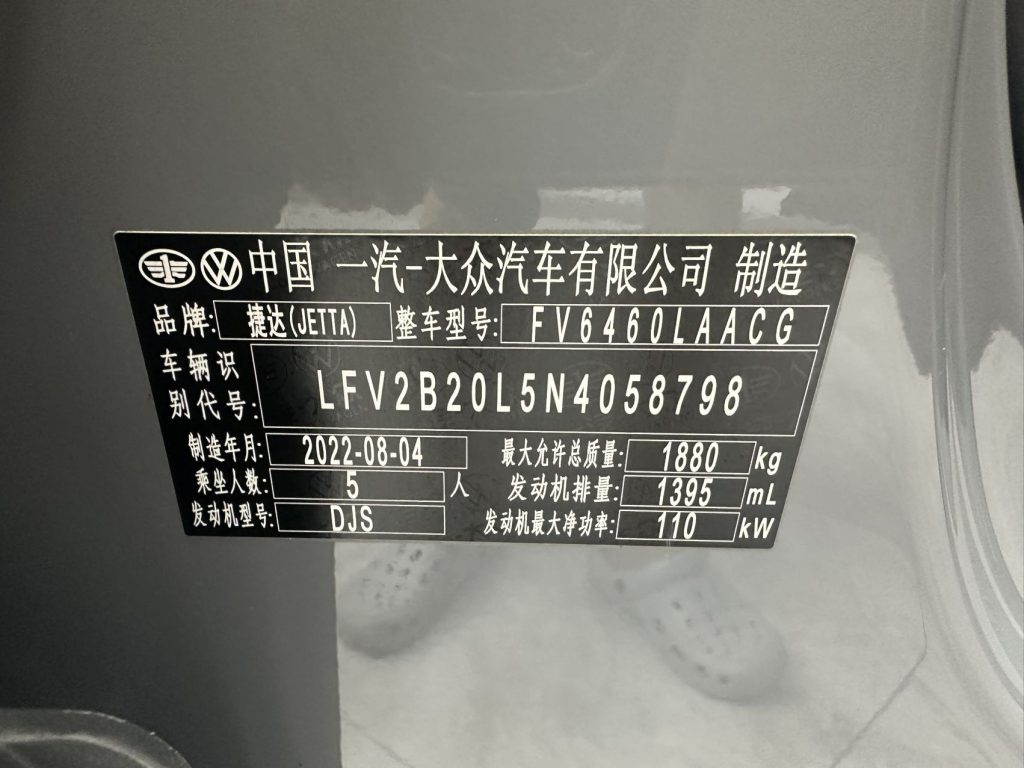 中国 一汽-大众汽车有限公司 制造
品牌: 捷达(JETTA) 整车型号: FV6460LAACG
车辆识别代号: LFV2B20L5N4058798
制造年月: 2022-08-04 最大允许总质量: 1880 kg
乘坐人数: 5 人 发动机排量: 1395 mL
发动机型号: DJS 发动机最大净功率: 110 kW